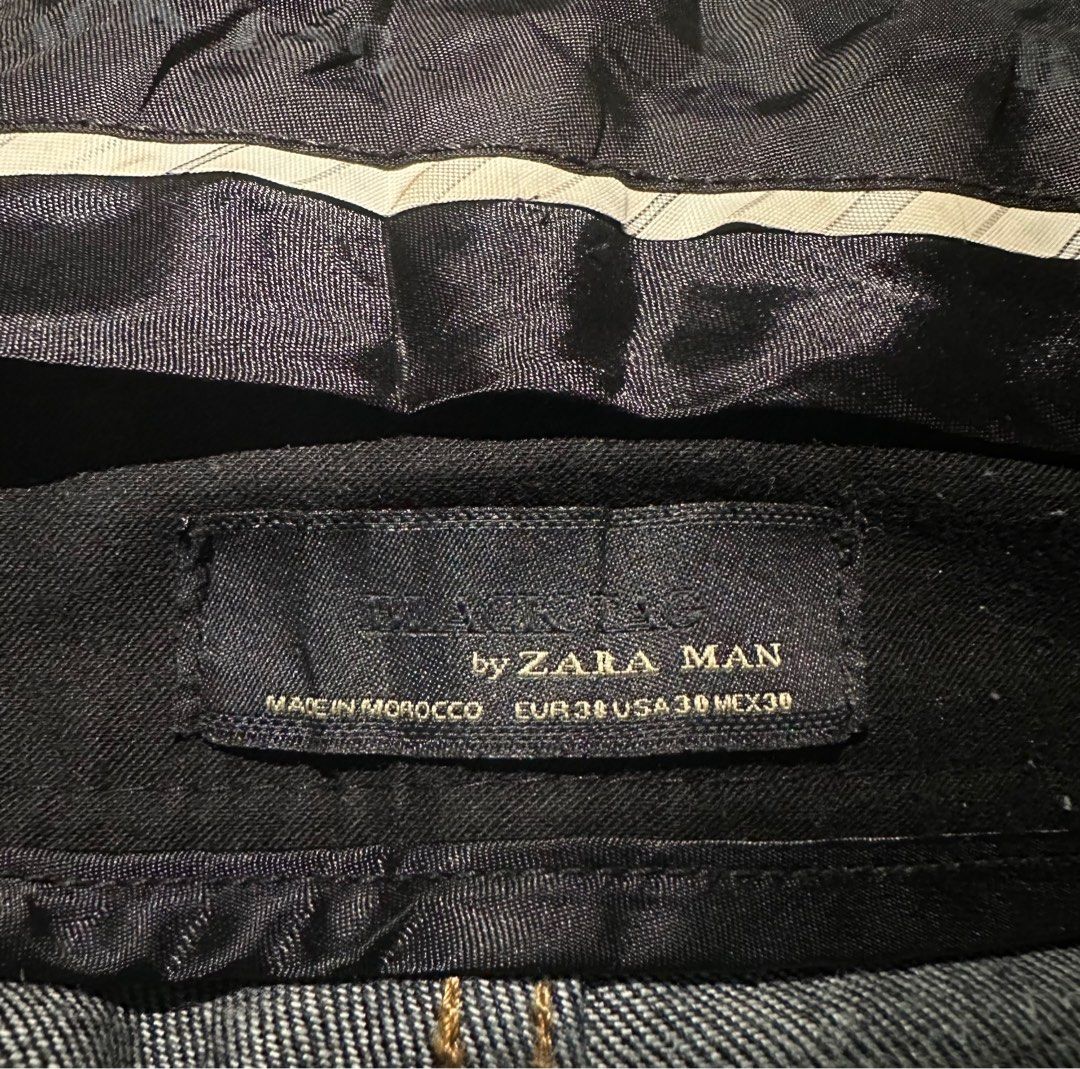 BLACK TAG
by ZARA MAN
MADE IN MOROCCO EUR 38 USA 30 MEX 30